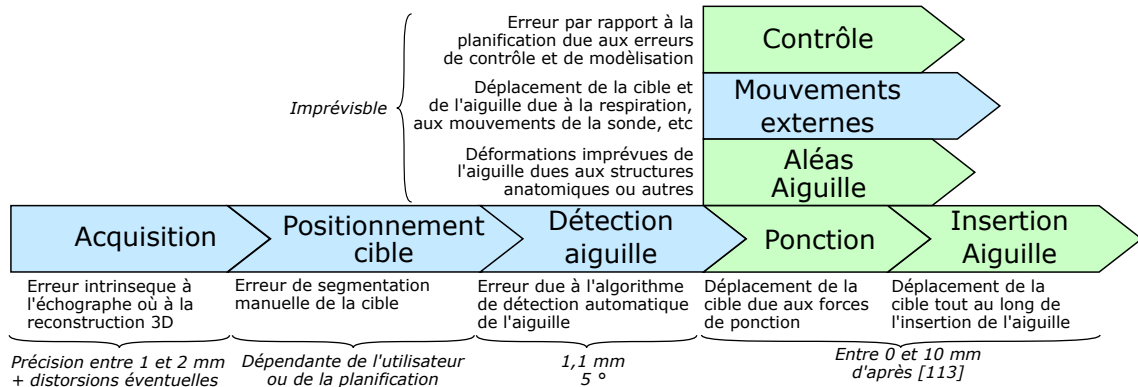 Erreur par rapport à la
planification due aux erreurs
de contrôle et de modèlisation
Contrôle
Imprévisble
Déplacement de la cible et
de l'aiguille due à la respiration,
aux mouvements de la sonde, etc
Mouvements
externes
Déformations imprévues de
l'aiguille dues aux structures
anatomiques ou autres
Aléas
Aiguille
Acquisition
Positionnement
cible
Détection
aiguille
Ponction
Insertion
Aiguille
Erreur intrinseque à
l'échographe où à la
reconstruction 3D
Erreur de segmentation
manuelle de la cible
Erreur due à l'algorithme
de détection automatique
de l'aiguille
Déplacement de la
cible due aux forces
de ponction
Déplacement de la
cible tout au long de
l'insertion de l'aiguille
Précision entre 1 et 2 mm
+ distorsions éventuelles
Dépendante de l'utilisateur
ou de la planification
1,1 mm
5 °
Entre 0 et 10 mm
d'après [113]